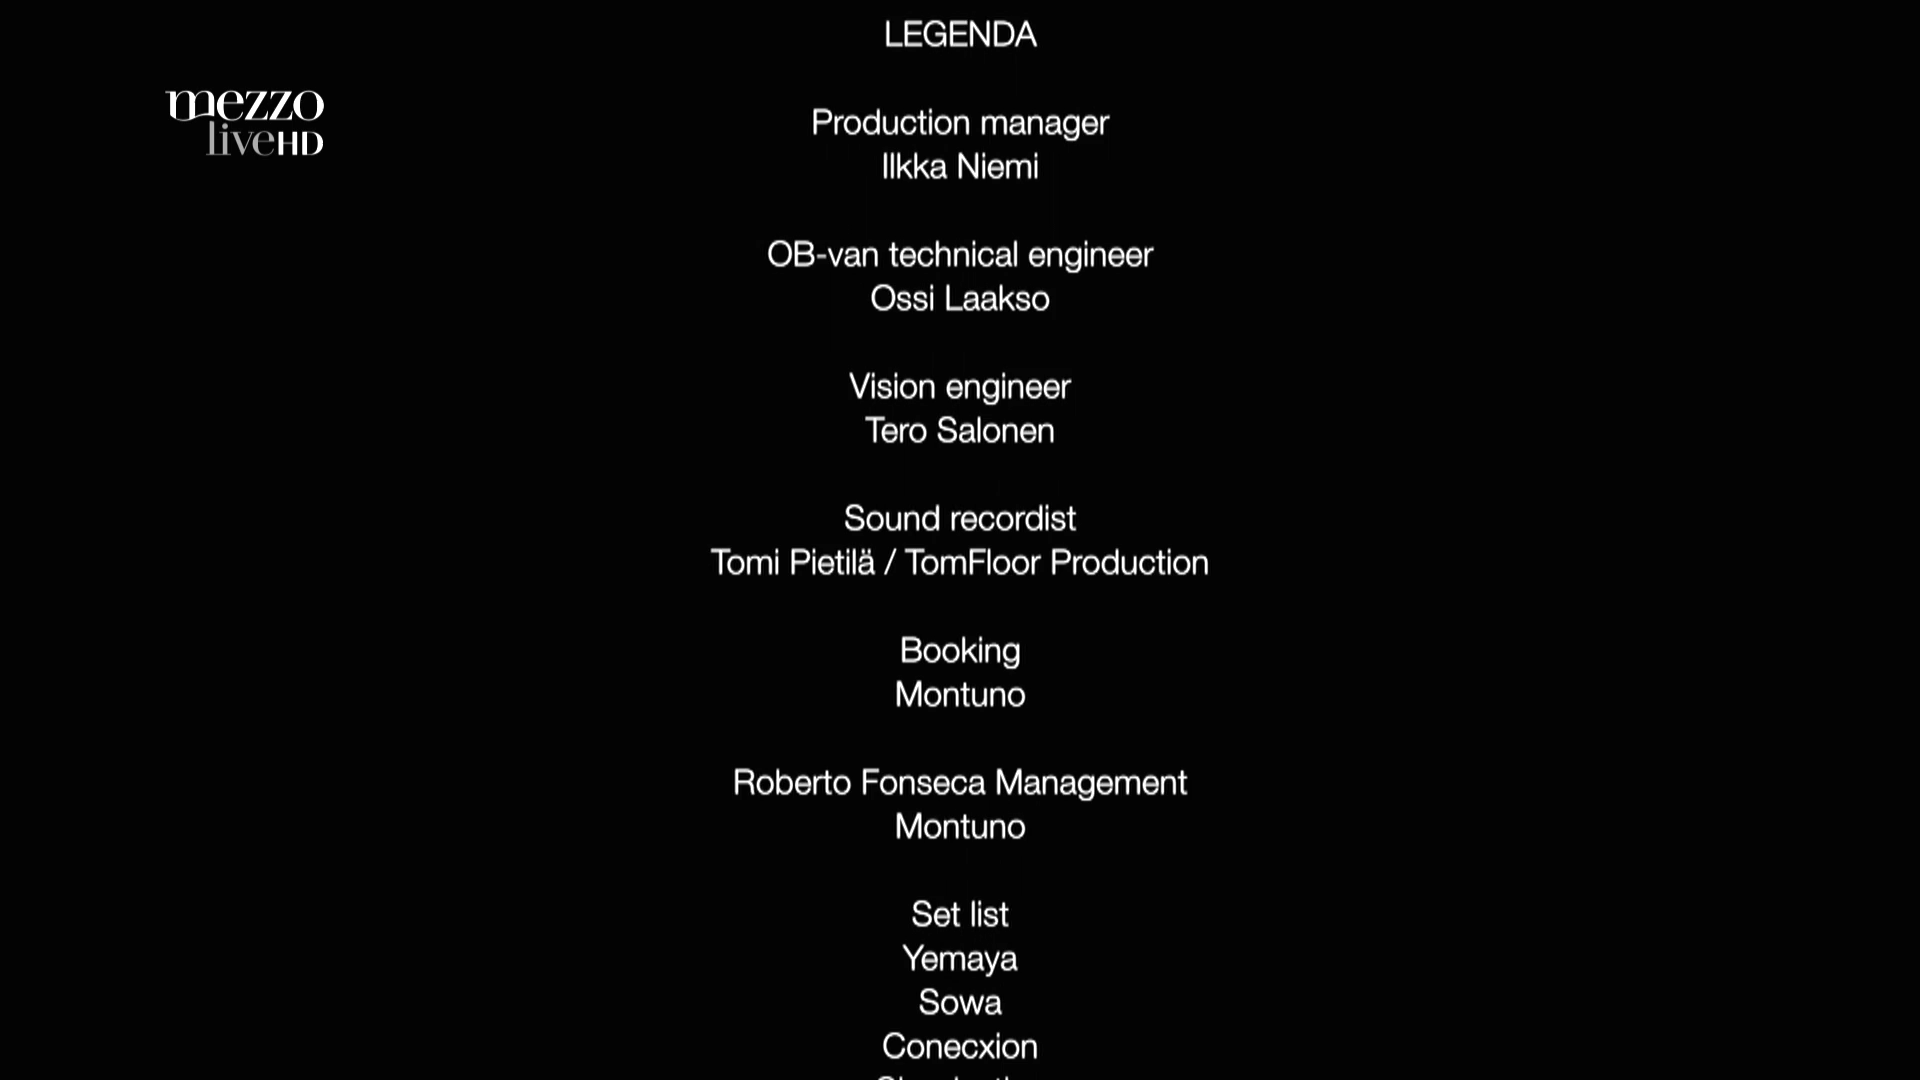 LEGENDA
mezzo
liveHD
Production manager
Ilkka Niemi
OB-van technical engineer
Ossi Laakso
Vision engineer
Tero Salonen
Sound recordist
Tomi Pietilä / TomFloor Production
Booking
Montuno
Roberto Fonseca Management
Montuno
Set list
Yemaya
Sowa
Conecxion